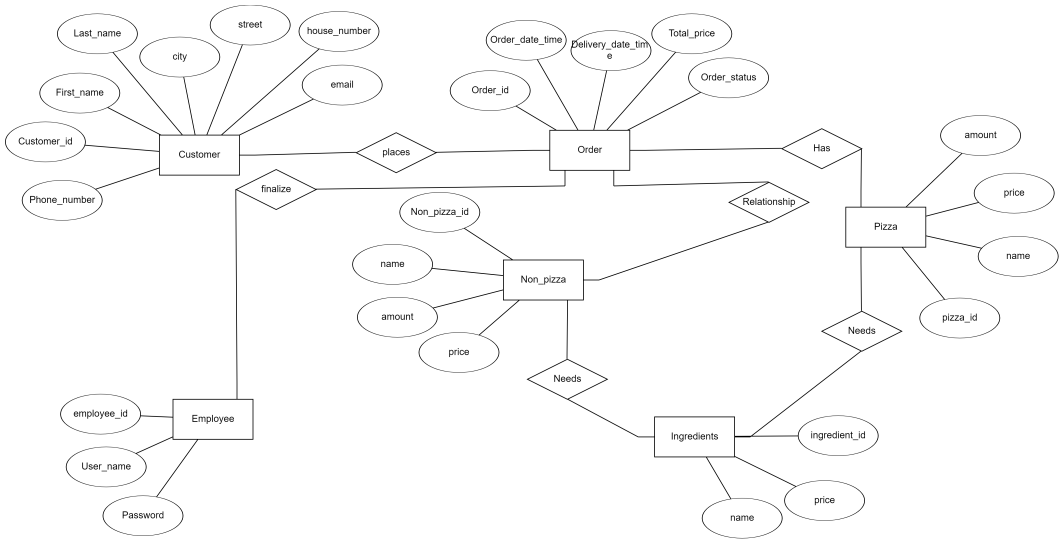 street
Last_name
house_number
Order_date_time
Total_price
Delivery_date_tim
e
city
email
Order_status
First_name
Order_id
Customer_id
amount
Customer
places
Order
Has
Phone_number
finalize
price
Relationship
Non_pizza_id
Pizza
name
name
Non_pizza
amount
pizza_id
Needs
price
Needs
employee_id
Employee
Ingredients
ingredient_id
User_name
price
Password
name